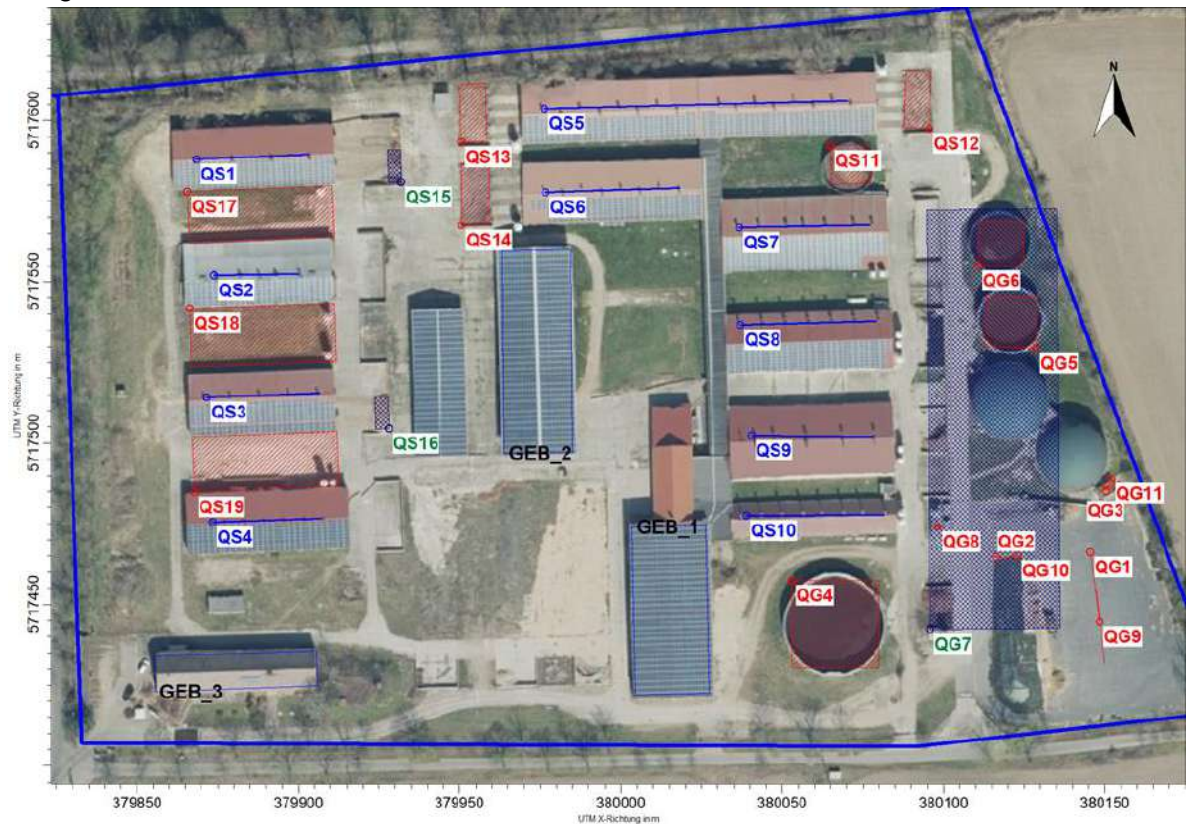 N
5717600
QS5
QS13
QS11
QS12
QS1
QS15
QS17
QS6
QS14
QS7
5717550
QS2
QG6
QS18
QS8
QG5
QS3
UTM Y-Richtung in m
5717500
QS16
GEB_2
QS9
QS19
QG11
QG3
QS4
GEB_1
QS10
QG8
QG2
QG10
QG1
5717450
QG4
QG9
QG7
GEB_3
379850
379900
379950
380000
380050
380100
380150
UTM X-Richtung in m